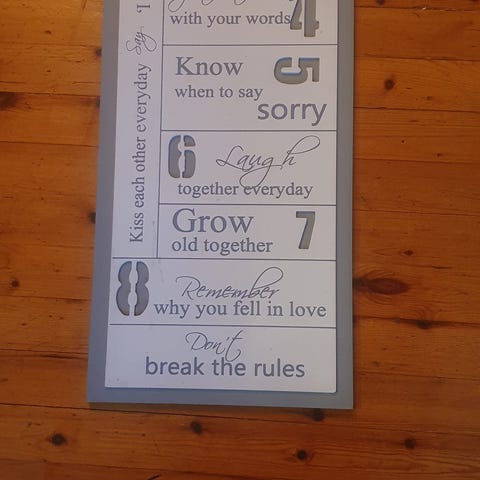 with your words
4
Know
5
when to say
sorry
6
Laugh
together everyday
Grow
7
old together
8
Remember
why you fell in love
Don't
break the rules
Kiss each other everyday Say 'I